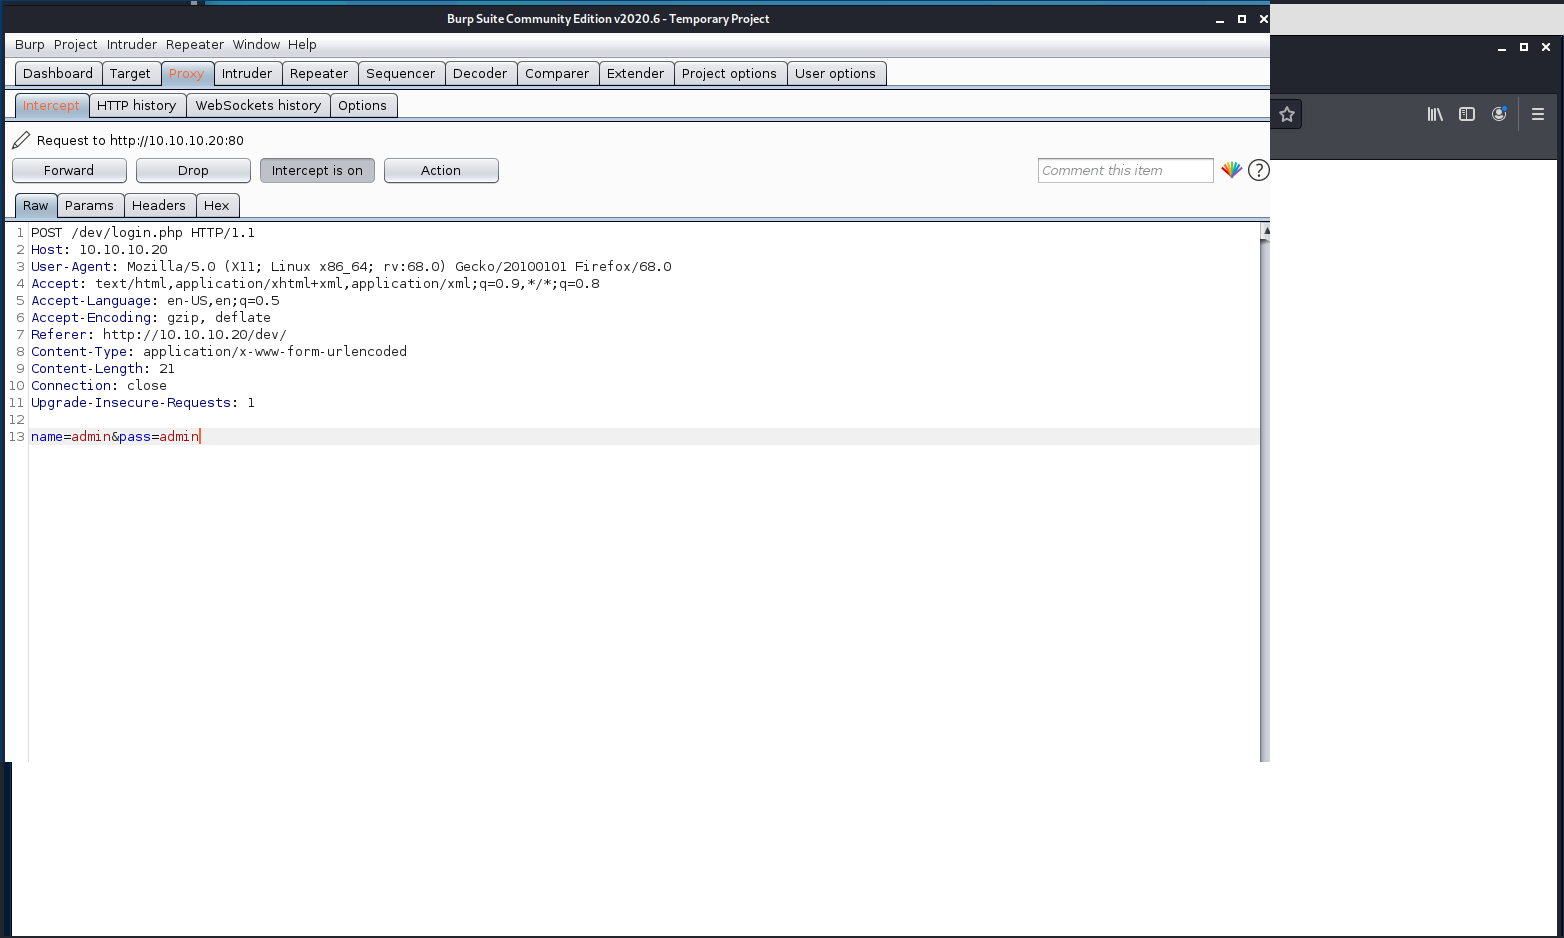 Burp Suite Community Edition v2020.6 - Temporary Project
Burp Project Intruder Repeater Window Help
Dashboard Target Proxy Intruder Repeater Sequencer Decoder Comparer Extender Project options User options
Intercept HTTP history WebSockets history Options
Request to http://10.10.10.20:80
Forward Drop Intercept is on Action Comment this item ?
Raw Params Headers Hex
1 POST /dev/login.php HTTP/1.1
2 Host: 10.10.10.20
3 User-Agent: Mozilla/5.0 (X11; Linux x86_64; rv:68.0) Gecko/20100101 Firefox/68.0
4 Accept: text/html,application/xhtml+xml,application/xml;q=0.9,*/*;q=0.8
5 Accept-Language: en-US,en;q=0.5
6 Accept-Encoding: gzip, deflate
7 Referer: http://10.10.10.20/dev/
8 Content-Type: application/x-www-form-urlencoded
9 Content-Length: 21
10 Connection: close
11 Upgrade-Insecure-Requests: 1
12
13 name=admin&pass=admin